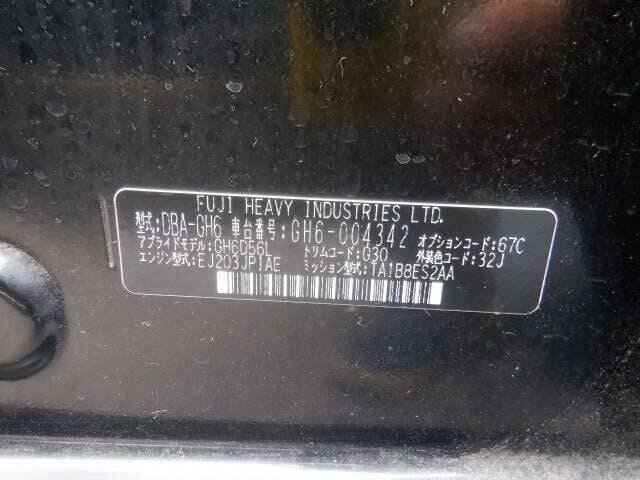 FUJI HEAVY INDUSTRIES LTD.
型式:DBA-GH6 車台番号:GH6-004342 オプションコード:67C
アプライドモデル:GH6D56L トリムコード:G30 外装色コード:32J
エンジン型式:EJ203JP1AE ミッション型式:TA1B8ES2AA